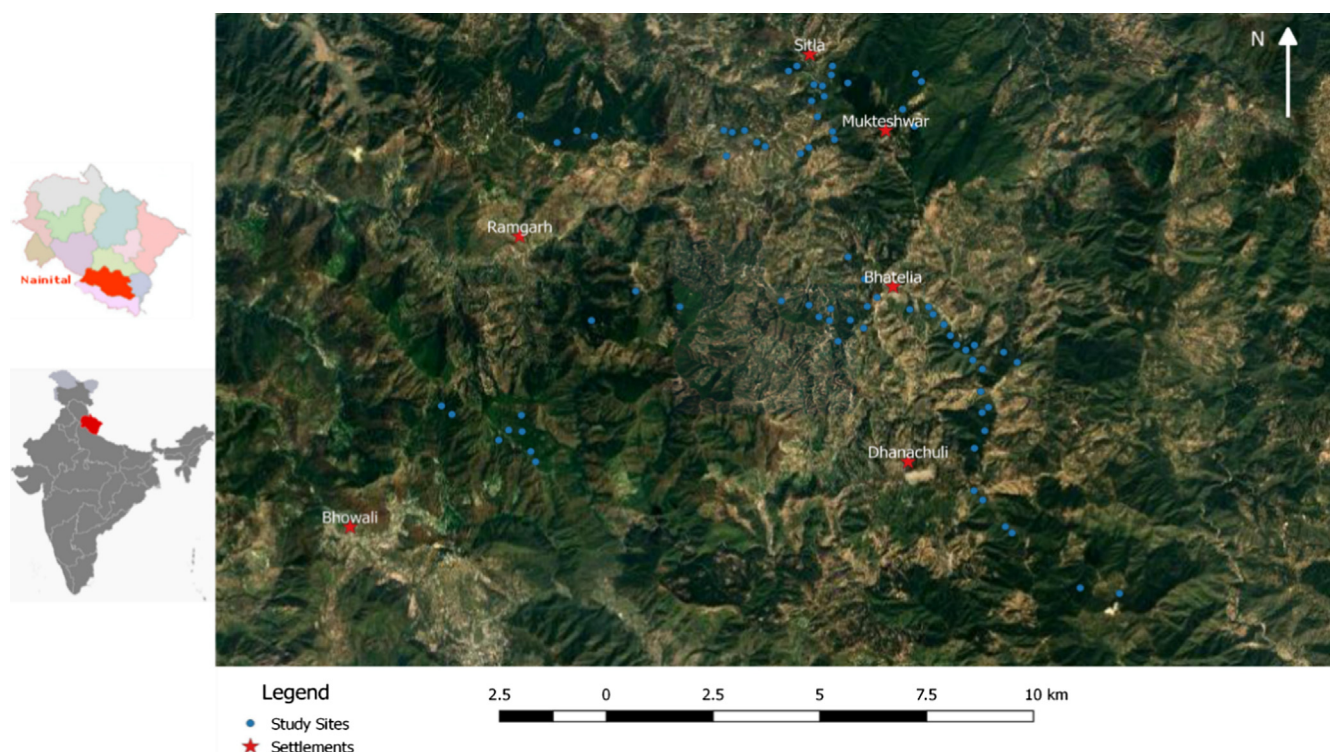 Sitla
N
Mukteshwar
Ramgarh
Nainital
Bhatelia
Dhanachuli
Bhowali
Legend
2.5 0 2.5 5 7.5 10 km
Study Sites
Settlements